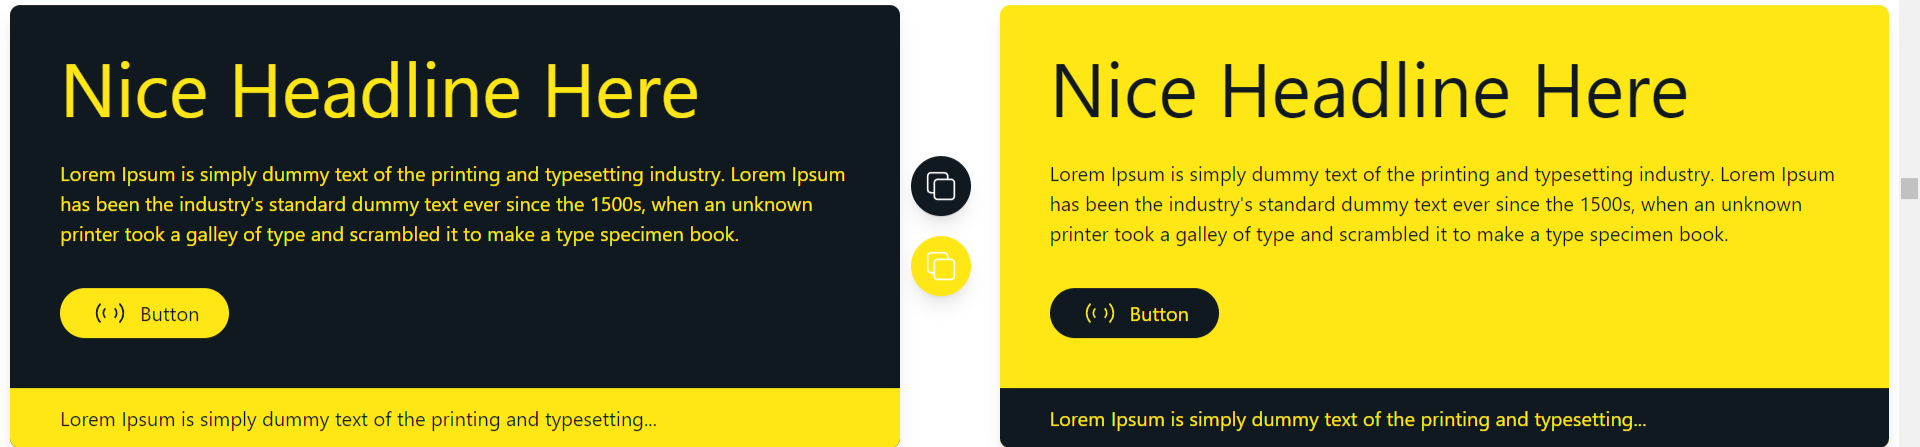 Nice Headline Here
Lorem Ipsum is simply dummy text of the printing and typesetting industry. Lorem Ipsum
has been the industry's standard dummy text ever since the 1500s, when an unknown
printer took a galley of type and scrambled it to make a type specimen book.
Button
Lorem Ipsum is simply dummy text of the printing and typesetting...
Nice Headline Here
Lorem Ipsum is simply dummy text of the printing and typesetting industry. Lorem Ipsum
has been the industry's standard dummy text ever since the 1500s, when an unknown
printer took a galley of type and scrambled it to make a type specimen book.
Button
Lorem Ipsum is simply dummy text of the printing and typesetting...